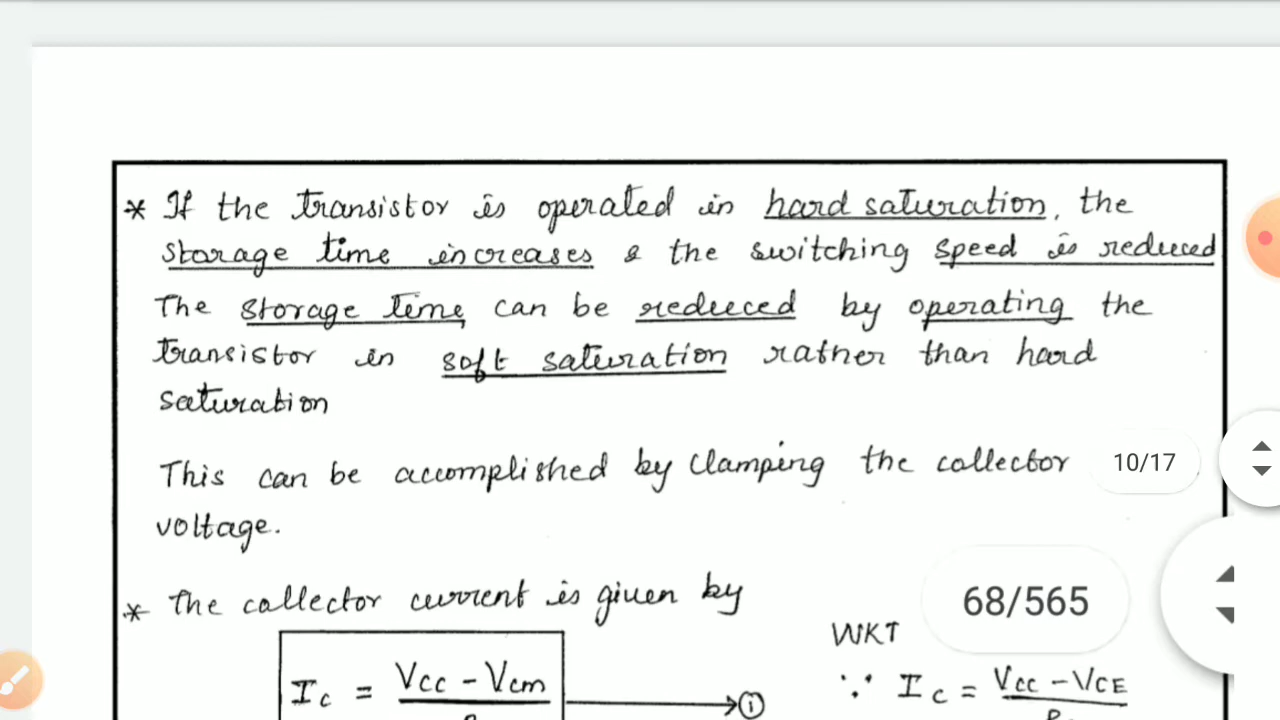 * If the transistor is operated in hard saturation, the
storage time increases & the switching speed is reduced
The storage time can be reduced by operating the
transistor in soft saturation rather than hard
saturation
This can be accomplished by clamping the collector
voltage.
10/17
68/565
* The collector current is given by
WKT
Ic = Vcc - Vcm
→ ①
∵ Ic = Vcc - VCE